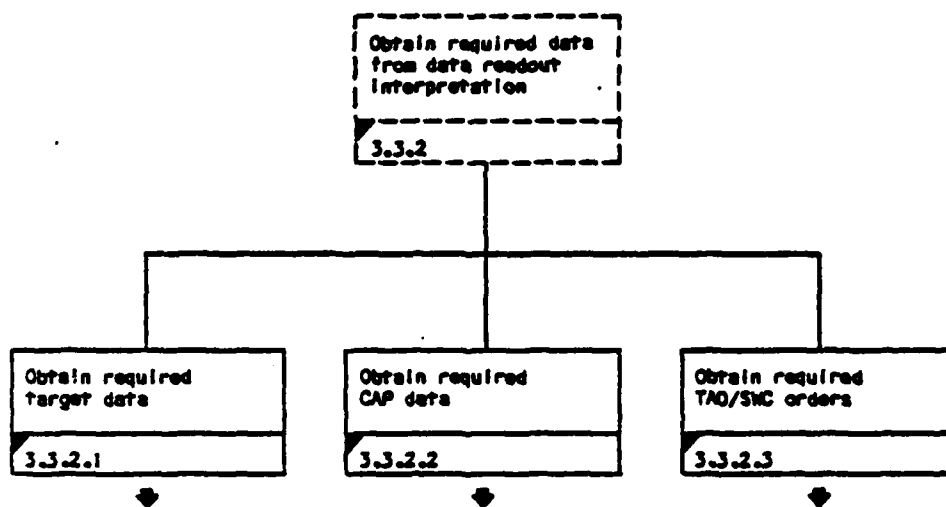 Obtain required data
from data readout
interpretation
3.3.2
Obtain required
target data
3.3.2.1
Obtain required
CAP data
3.3.2.2
Obtain required
TAO/SWC orders
3.3.2.3